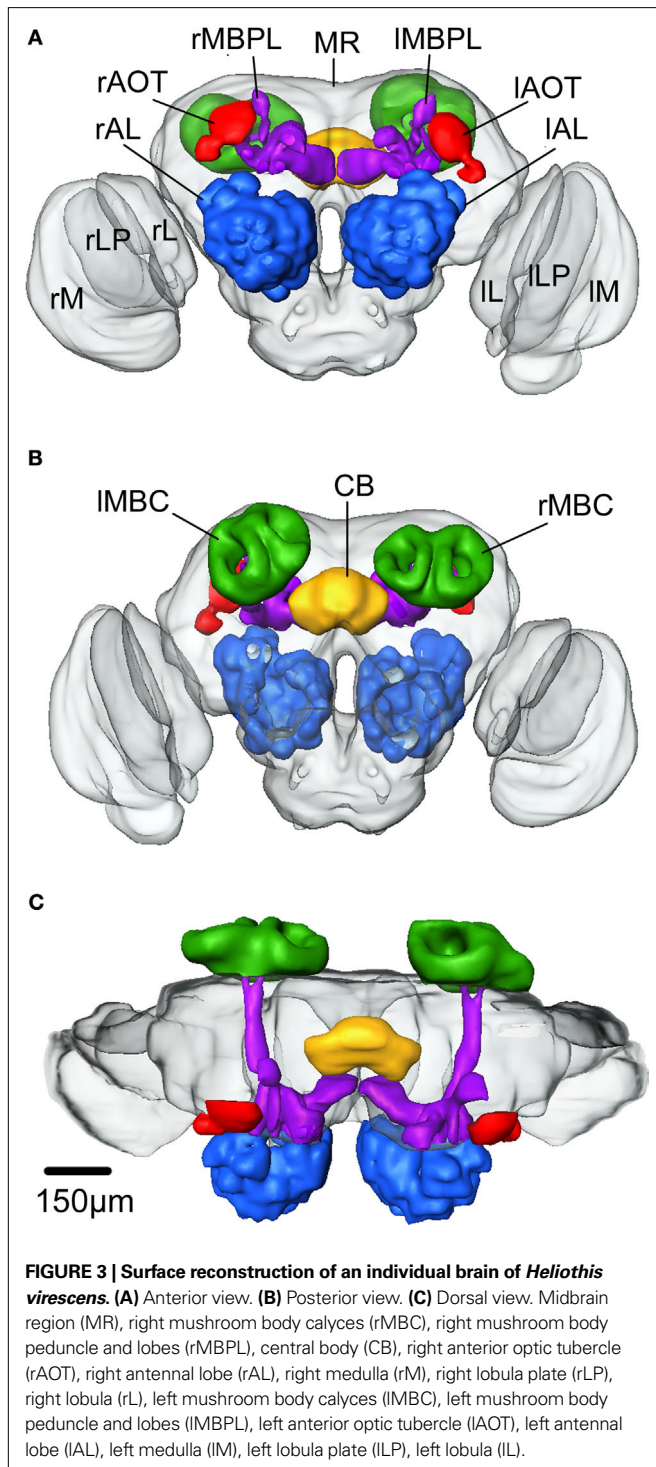 A
rMBPL MR lMBPL
rAOT lAOT
rAL lAL
rLP rL
rM
lL lLP lM
B
lMBC CB rMBC
C
150µm
FIGURE 3 | Surface reconstruction of an individual brain of Heliothis
virescens. (A) Anterior view. (B) Posterior view. (C) Dorsal view. Midbrain
region (MR), right mushroom body calyces (rMBC), right mushroom body
peduncle and lobes (rMBPL), central body (CB), right anterior optic tubercle
(rAOT), right antennal lobe (rAL), right medulla (rM), right lobula plate (rLP),
right lobula (rL), left mushroom body calyces (lMBC), left mushroom body
peduncle and lobes (lMBPL), left anterior optic tubercle (lAOT), left antennal
lobe (lAL), left medulla (lM), left lobula plate (lLP), left lobula (lL).